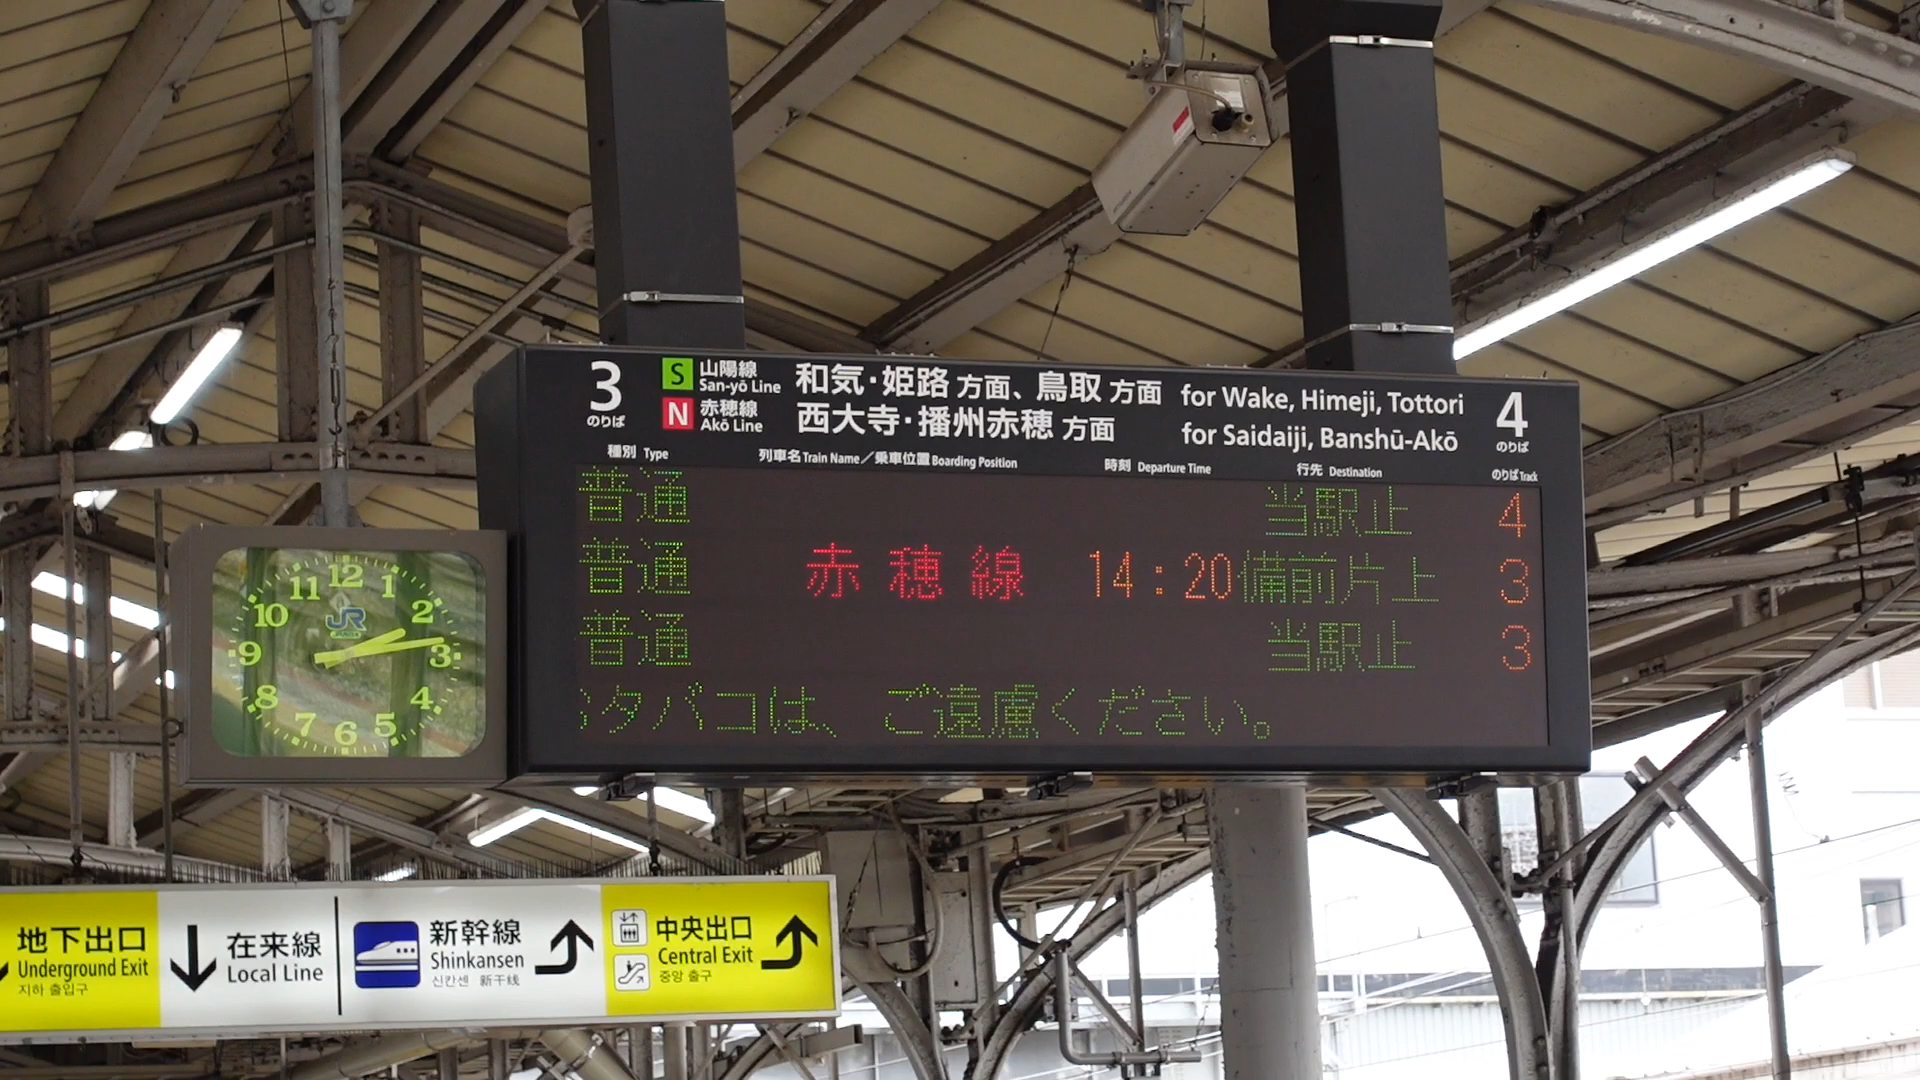 3
のりば
S 山陽線
San-yō Line
N 赤穂線
Akō Line
和気・姫路 方面、鳥取 方面
西大寺・播州赤穂 方面
for Wake, Himeji, Tottori
for Saidaiji, Banshū-Akō
4
のりば
種別 Type 列車名 Train Name/乗車位置 Boarding Position 時刻 Departure Time 行先 Destination のりば Track
普通 当駅止 4
普通 赤穂線 14:20 備前片上 3
普通 当駅止 3
タバコは、ご遠慮ください。
12
1
2
3
4
5
6
7
8
9
10
11
JR
地下出口
Underground Exit
지하 출입구
在来線
Local Line
新幹線
Shinkansen
신칸센 新干线
中央出口
Central Exit
중앙 출구